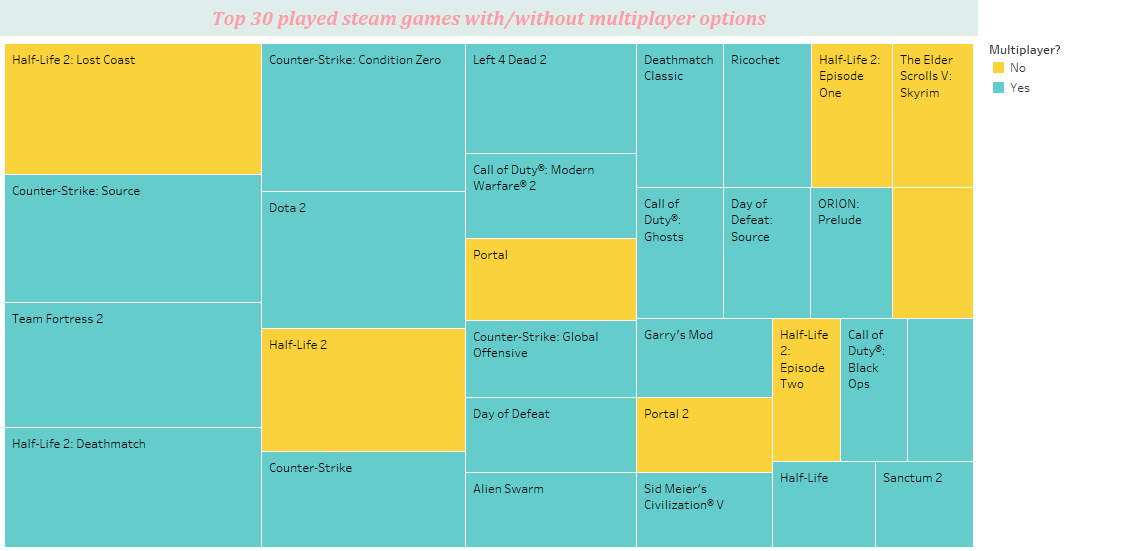 Top 30 played steam games with/without multiplayer options
Half-Life 2: Lost Coast
Counter-Strike: Source
Team Fortress 2
Half-Life 2: Deathmatch
Counter-Strike: Condition Zero
Dota 2
Half-Life 2
Counter-Strike
Left 4 Dead 2
Call of Duty®: Modern
Warfare® 2
Portal
Counter-Strike: Global
Offensive
Day of Defeat
Alien Swarm
Deathmatch
Classic
Ricochet
Half-Life 2:
Episode
One
The Elder
Scrolls V:
Skyrim
Call of
Duty®:
Ghosts
Day of
Defeat:
Source
ORION:
Prelude
Garry's Mod
Portal 2
Sid Meier's
Civilization® V
Half-Life
2:
Episode
Two
Call of
Duty®:
Black
Ops
Half-Life
Sanctum 2
Multiplayer?
No
Yes